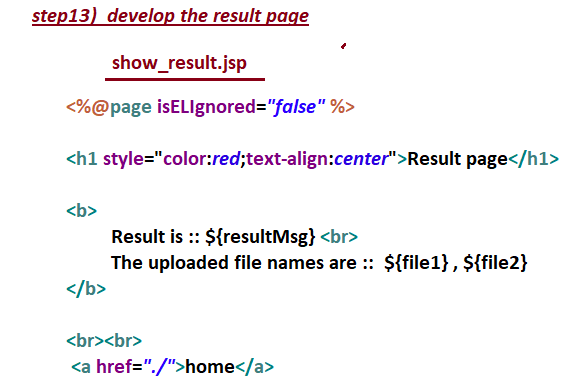 step13) develop the result page
show_result.jsp
<%@page isELIgnored="false" %>
<h1 style="color:red;text-align:center">Result page</h1>
<b>
Result is :: ${resultMsg} <br>
The uploaded file names are :: ${file1} , ${file2}
</b>
<br><br>
<a href="./">home</a>